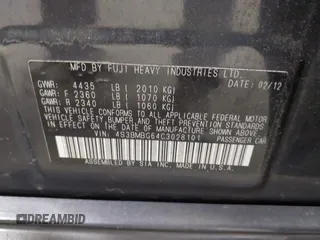 MFD BY FUJI HEAVY INDUSTRIES LTD.
DATE: 02/12
GVWR: 4435 LB ( 2010 KG)
GAWR: F 2360 LB ( 1070 KG)
GAWR: R 2340 LB ( 1060 KG)
THIS VEHICLE CONFORMS TO ALL APPLICABLE
U.S. FEDERAL MOTOR VEHICLE SAFETY,
BUMPER, AND THEFT PREVENTION STANDARDS
IN EFFECT ON THE DATE OF MANUFACTURE
SHOWN ABOVE.
VIN: 4S3BMBG64C3028101 PASSENGER CAR
ASSEMBLED BY SIA, INC. MADE IN U.S.A.
DREAMBID